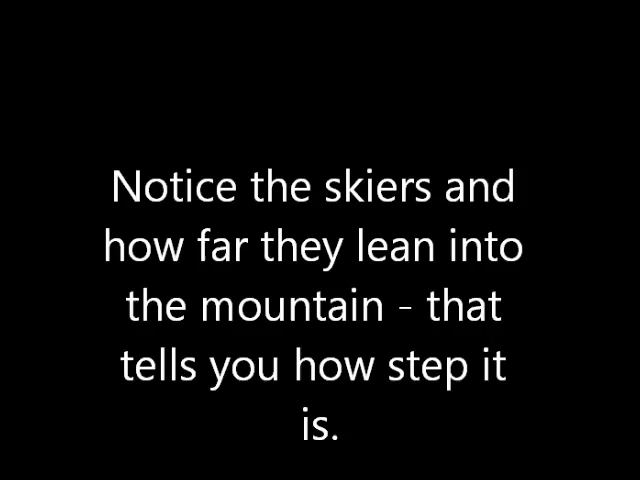 Notice the skiers and
how far they lean into
the mountain - that
tells you how step it
is.